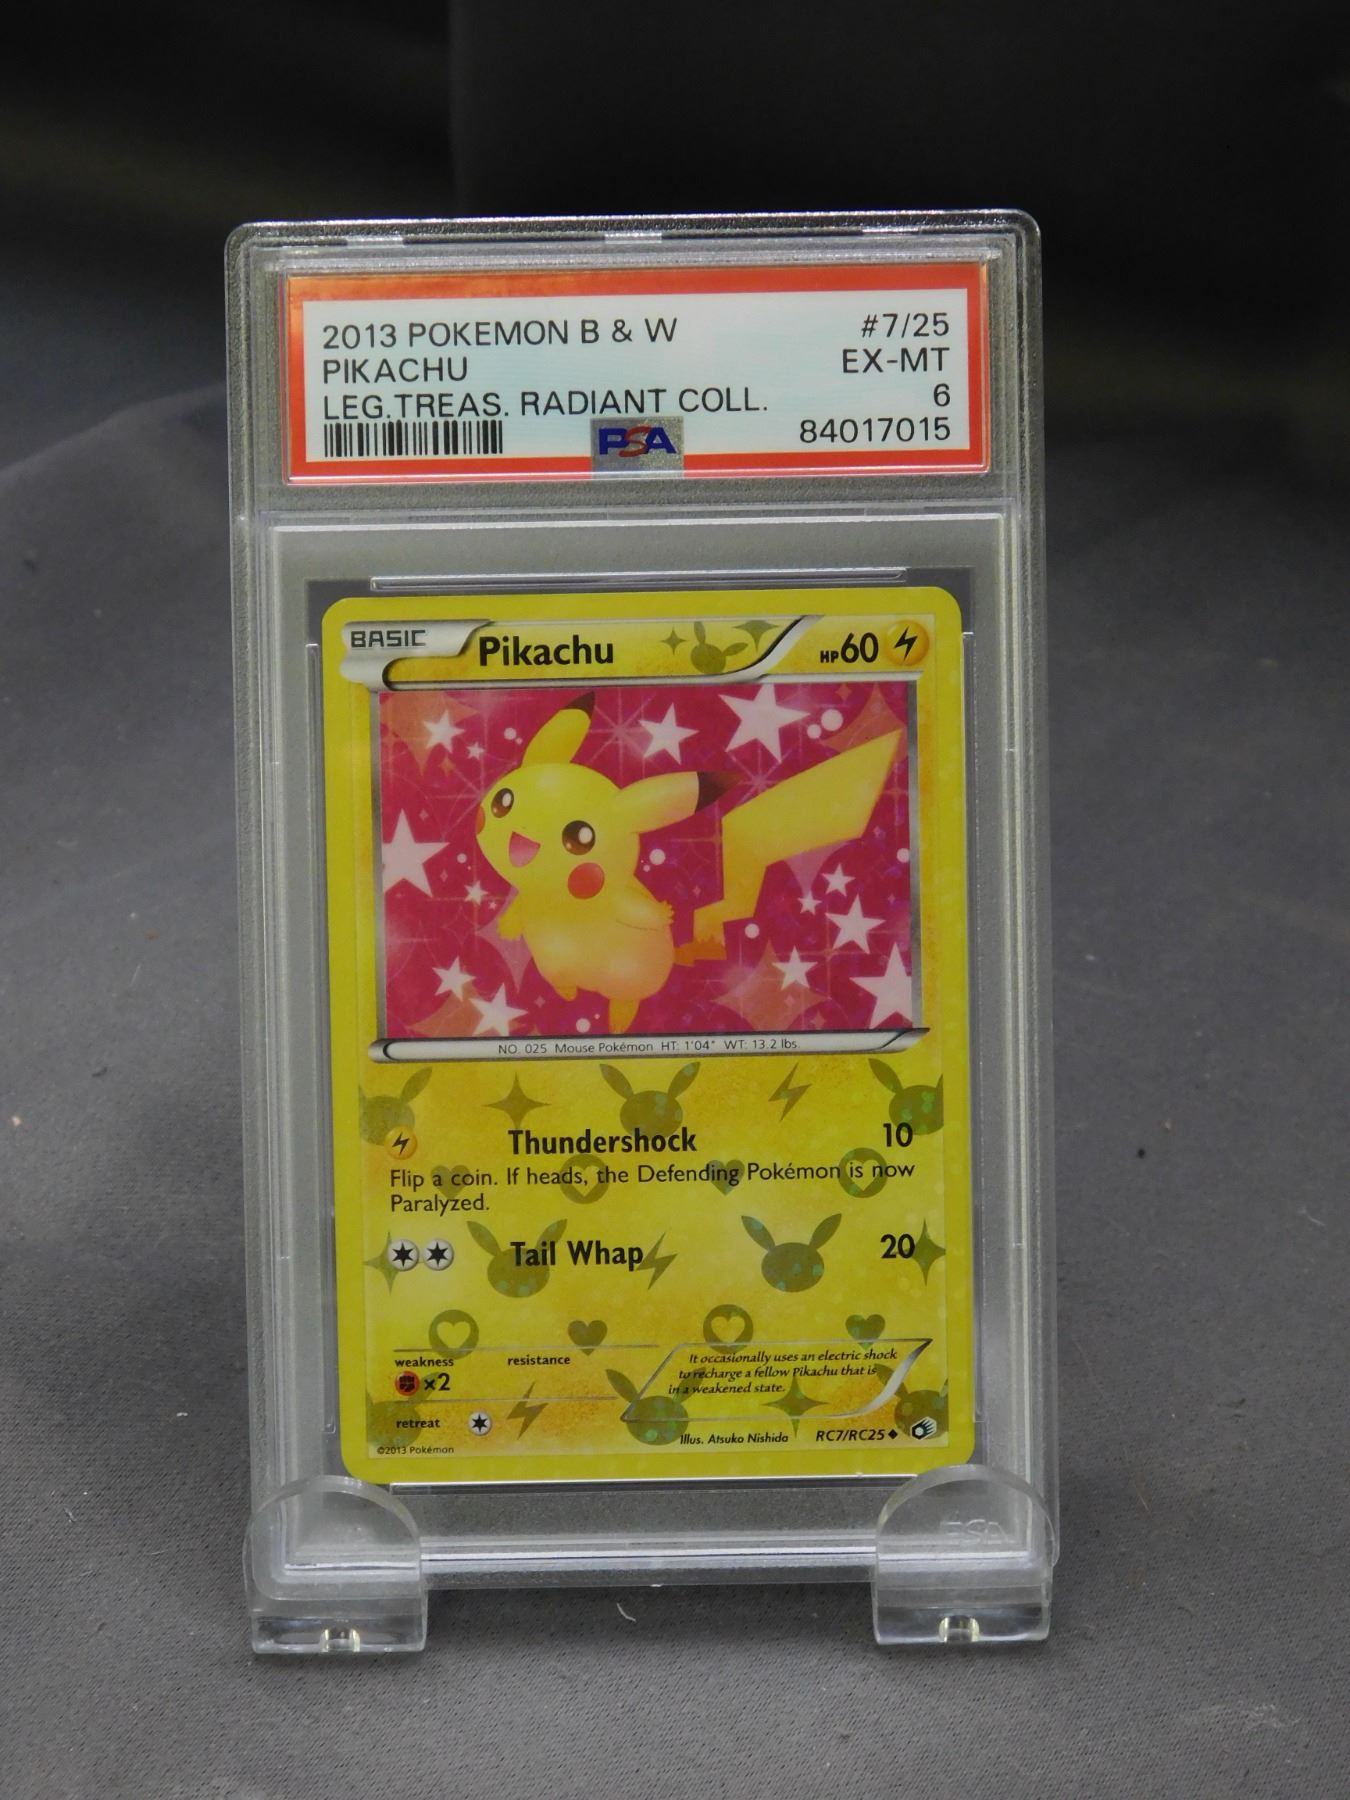 2013 POKEMON B & W #7/25
PIKACHU EX-MT
LEG.TREAS. RADIANT COLL. 6
PSA 84017015
BASIC Pikachu HP60
NO. 025 Mouse Pokémon HT: 1'04" WT: 13.2 lbs.
Thundershock 10
Flip a coin. If heads, the Defending Pokémon is now
Paralyzed.
Tail Whap 20
weakness resistance
×2
It occasionally uses an electric shock
to recharge a fellow Pikachu that is
in a weakened state.
retreat
Illus. Atsuko Nishida RC7/RC25
©2013 Pokémon
PSA